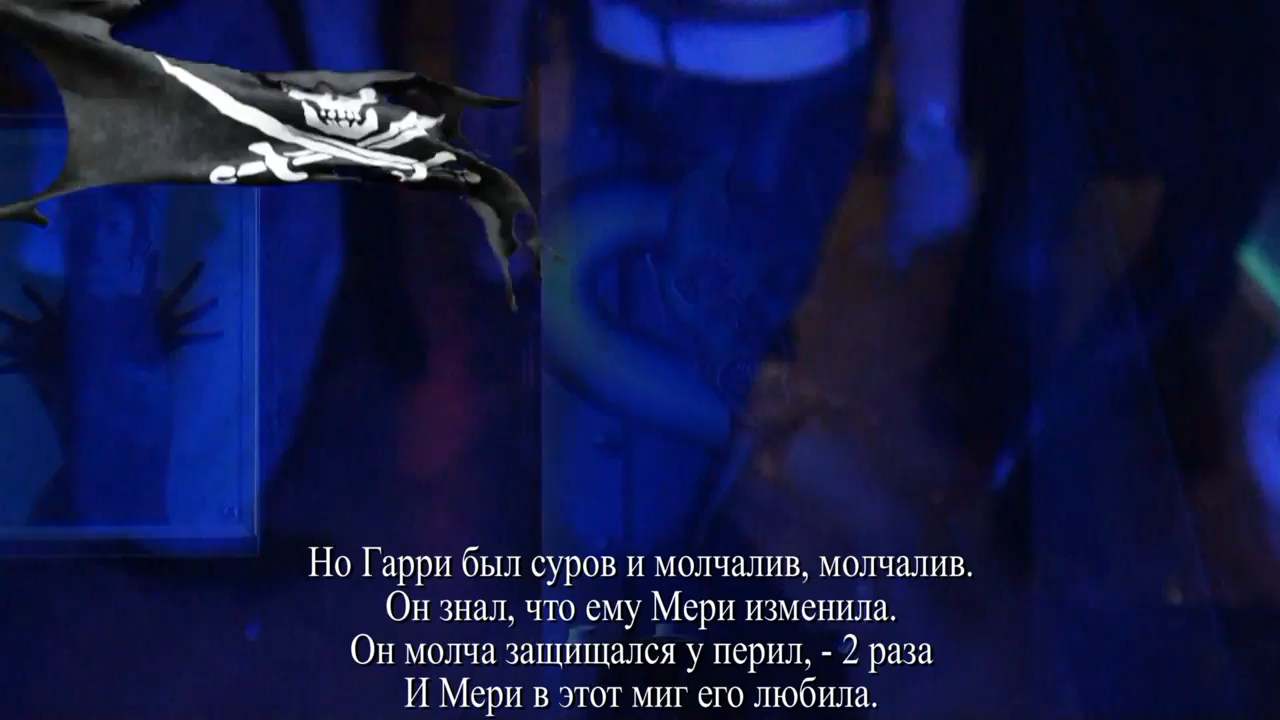 Но Гарри был суров и молчалив, молчалив.
Он знал, что ему Мери изменила.
Он молча защищался у перил, - 2 раза
И Мери в этот миг его любила.